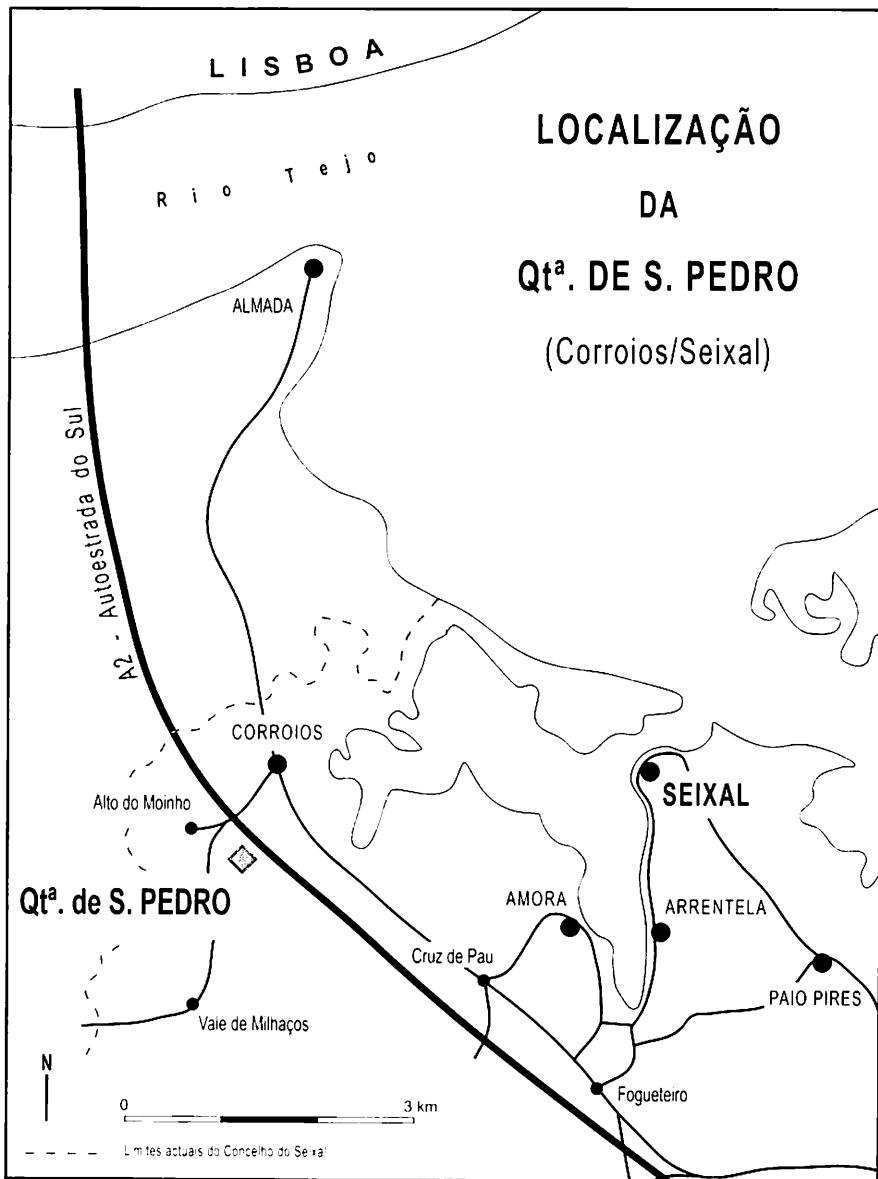 LISBOA
LOCALIZAÇÃO
DA
Qtª. DE S. PEDRO
(Corroios/Seixal)
Rio Tejo
ALMADA
A2 - Autoestrada do Sul
CORROIOS
Alto do Moinho
SEIXAL
Qtª. de S. PEDRO
AMORA
ARRENTELA
Cruz de Pau
PAIO PIRES
Vale de Milhaços
Fogueteiro
N
0 3 km
Limites actuais do Concelho do Seixal